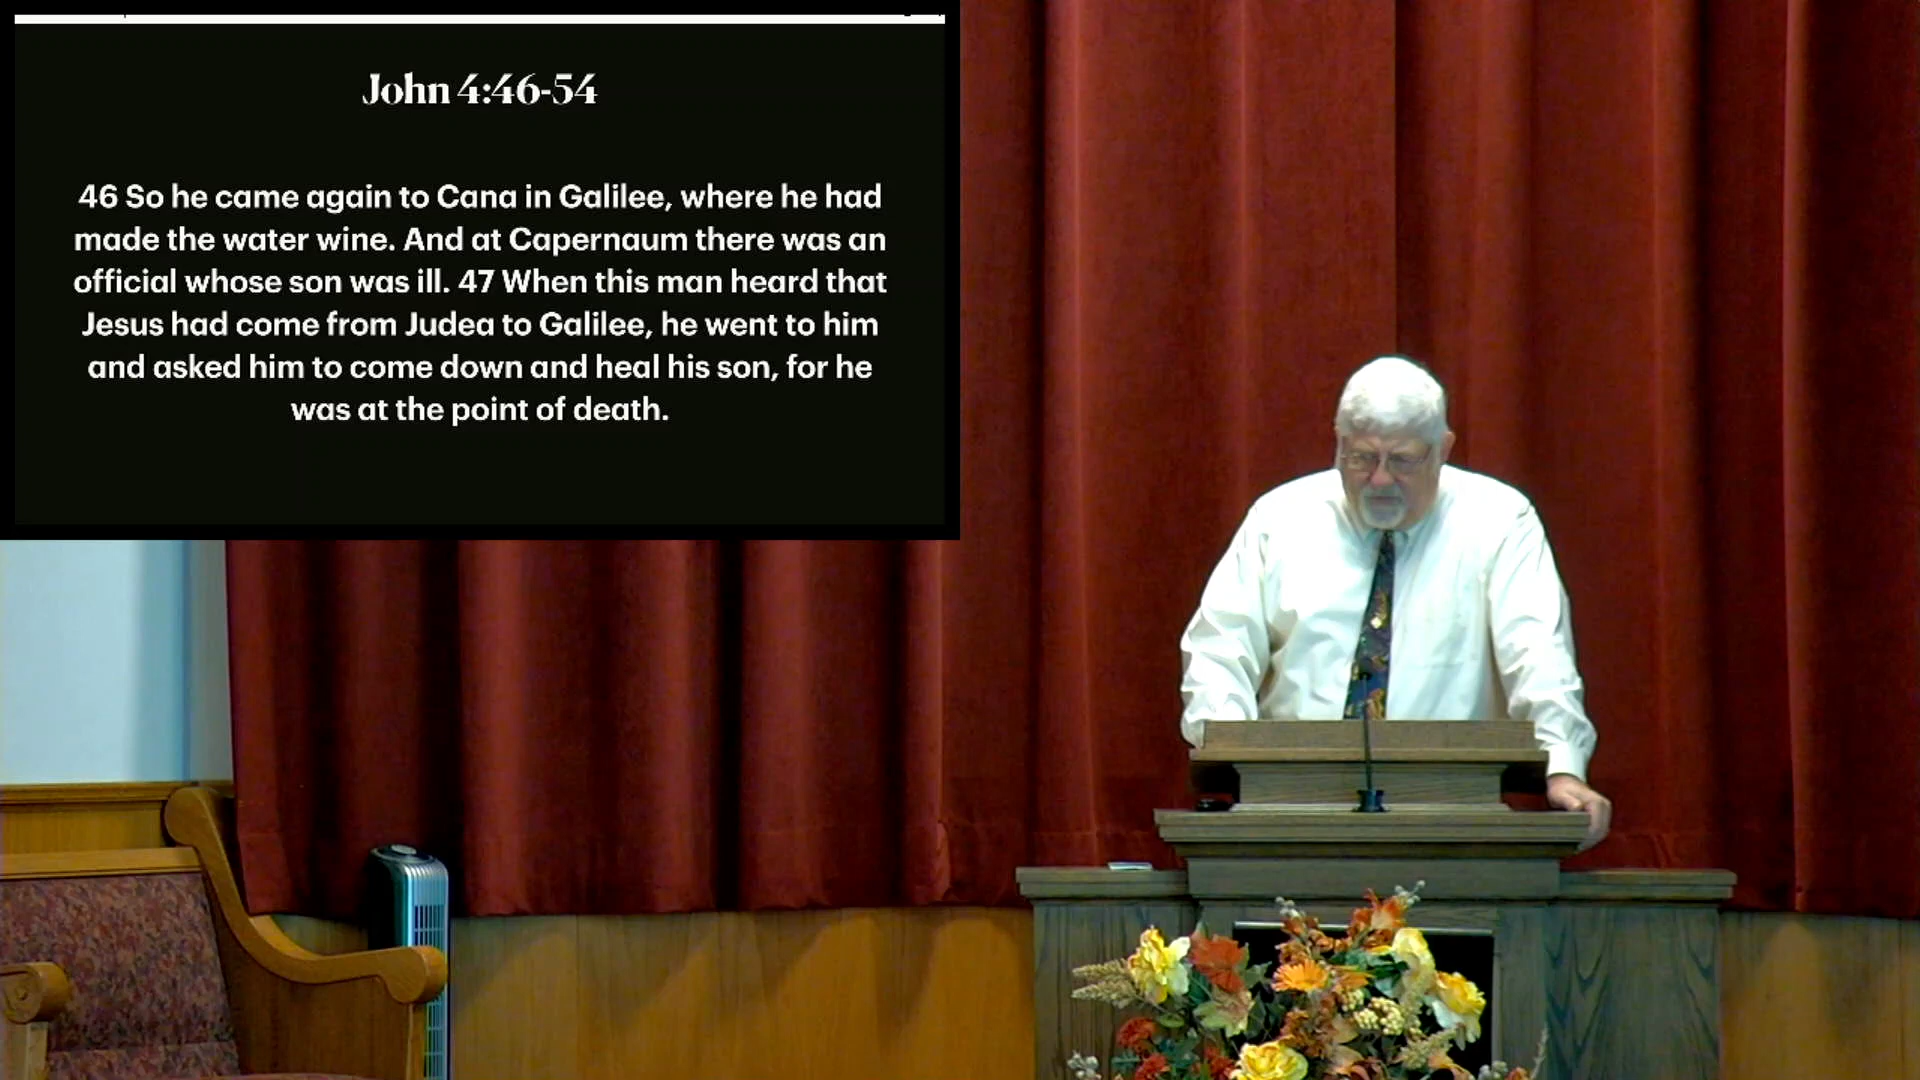 John 4:46-54
46 So he came again to Cana in Galilee, where he had
made the water wine. And at Capernaum there was an
official whose son was ill. 47 When this man heard that
Jesus had come from Judea to Galilee, he went to him
and asked him to come down and heal his son, for he
was at the point of death.